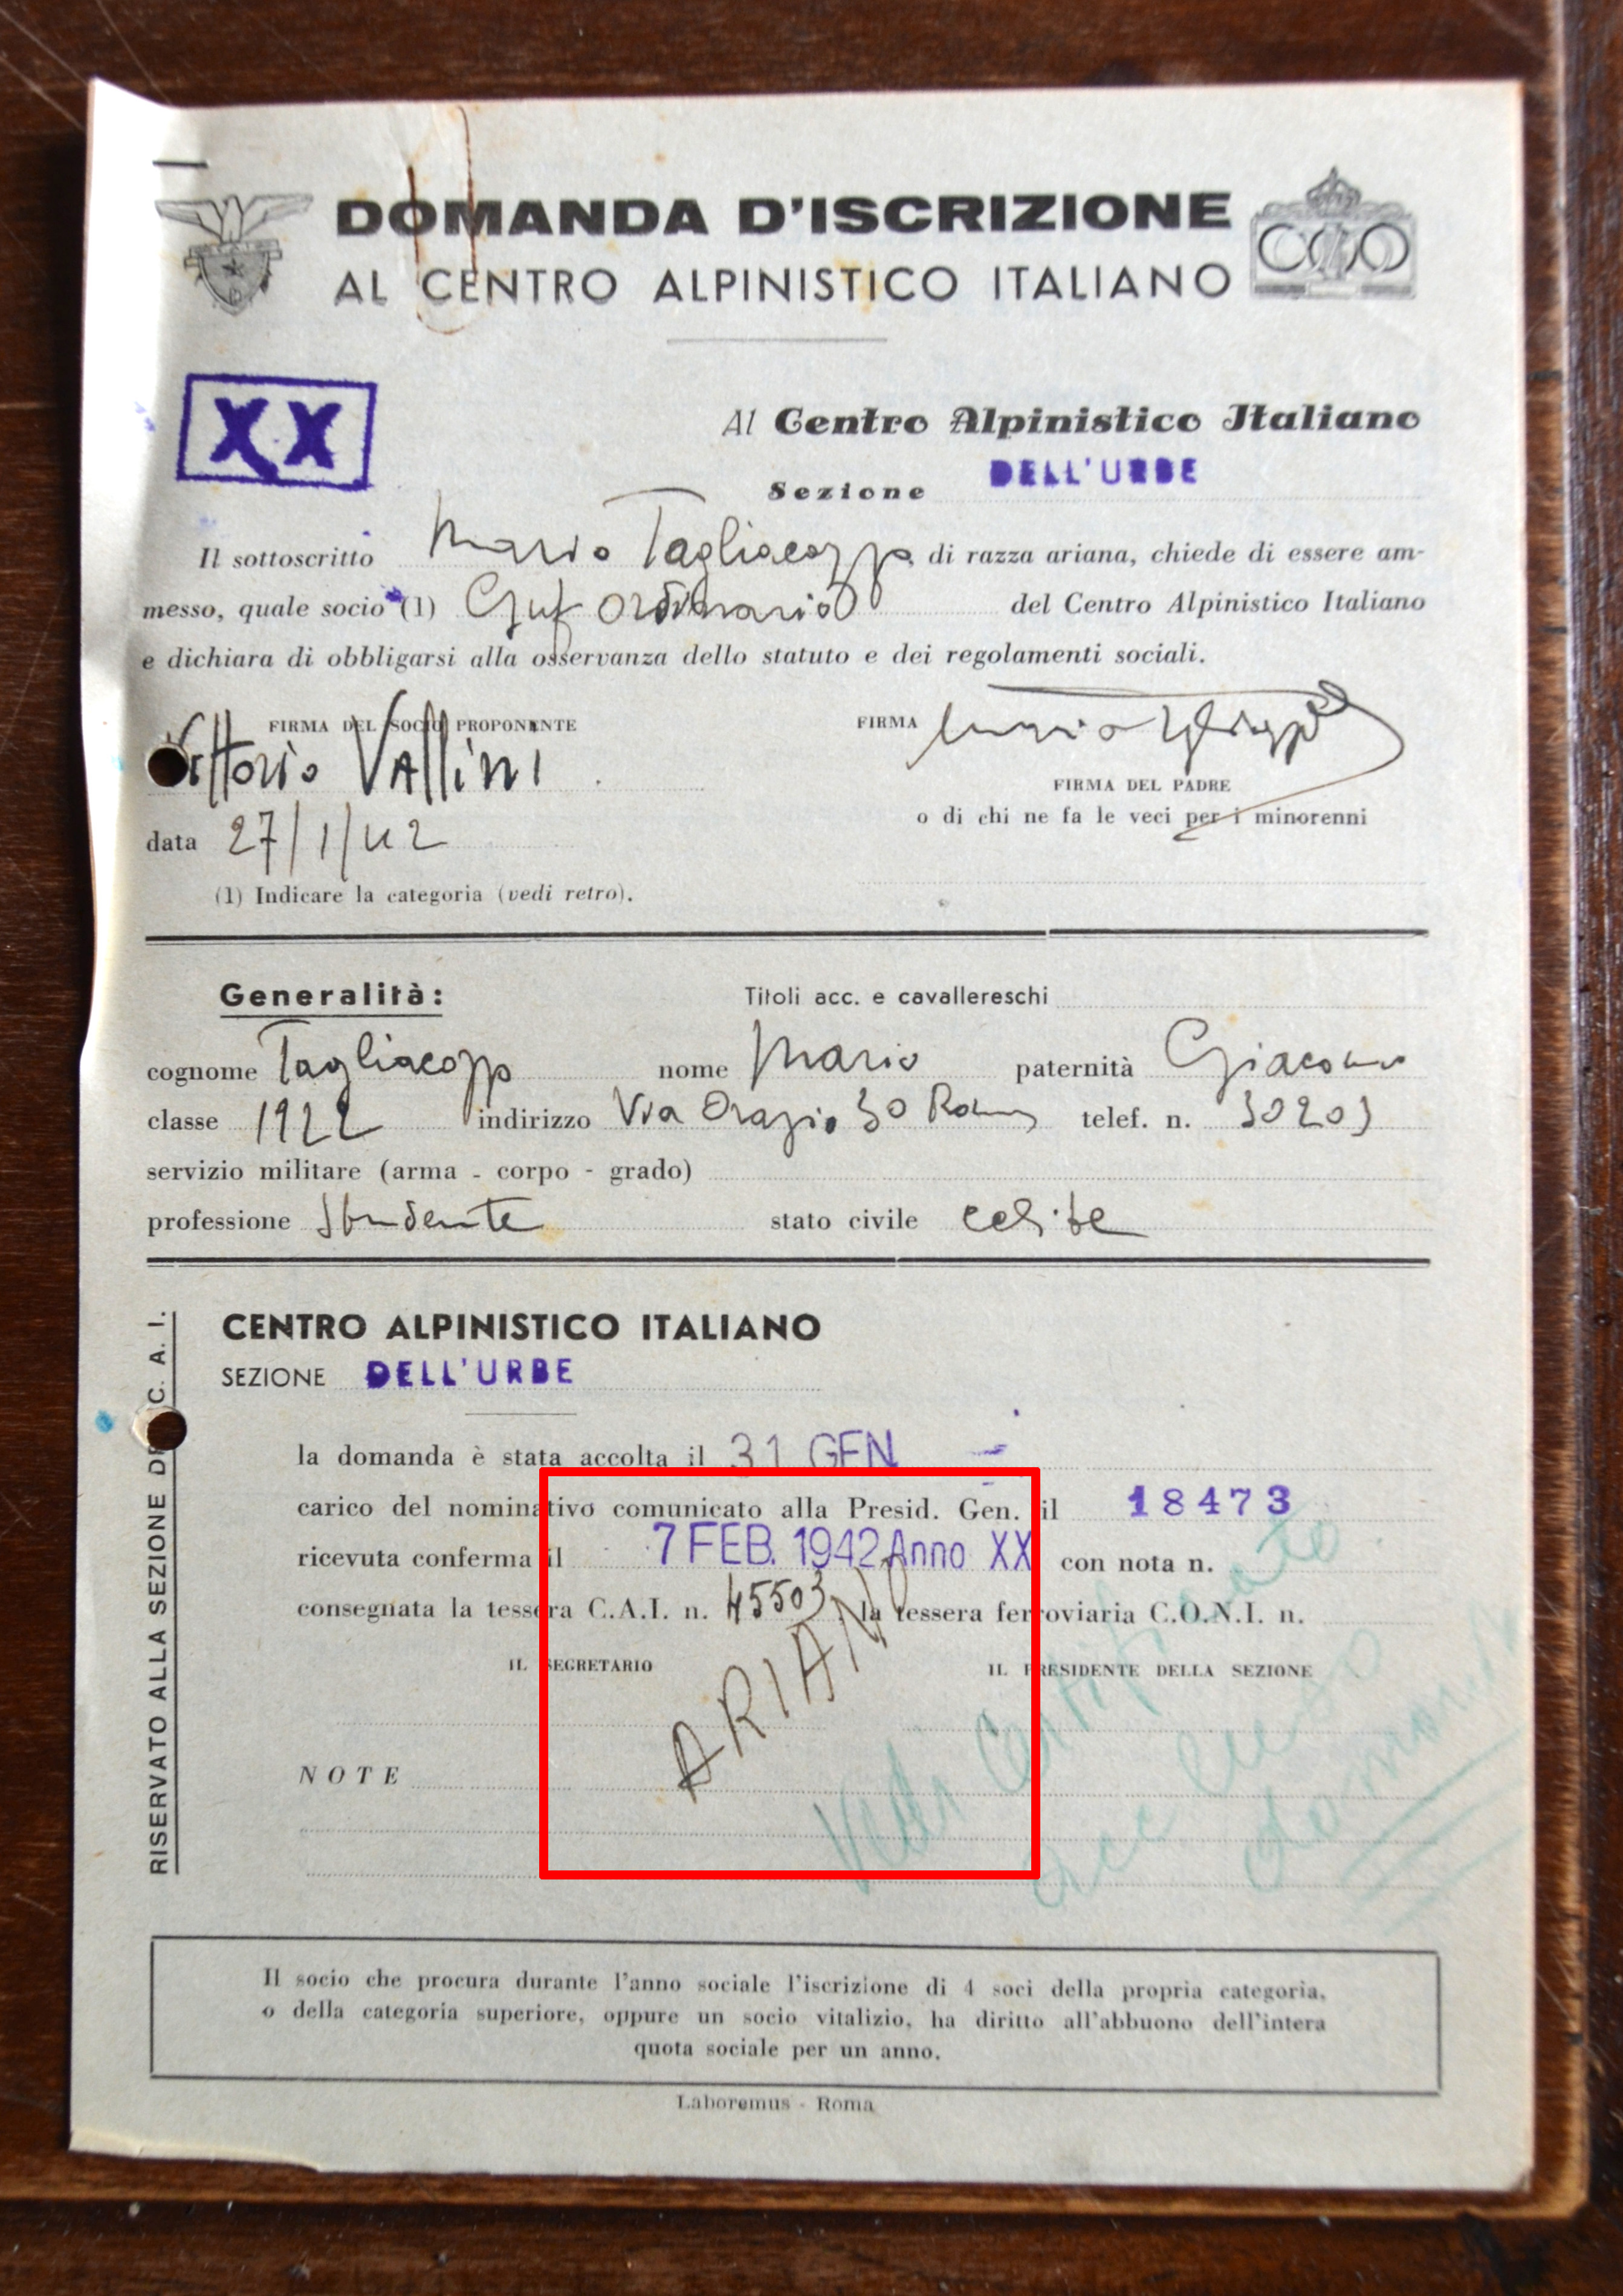 DOMANDA D'ISCRIZIONE
AL CENTRO ALPINISTICO ITALIANO
XX
Al Centro Alpinistico Italiano
Sezione DELL'URBE
Il sottoscritto Mario Tagliacozzo di razza ariana, chiede di essere am-
messo, quale socio (1) Guf Ordinario del Centro Alpinistico Italiano
e dichiara di obbligarsi alla osservanza dello statuto e dei regolamenti sociali.
FIRMA DEL SOCIO PROPONENTE
Vittorio Vallini
FIRMA
FIRMA DEL PADRE
o di chi ne fa le veci per i minorenni
data 27/1/42
(1) Indicare la categoria (vedi retro).
Generalità: Titoli acc. e cavallereschi
cognome Tagliacozzo nome Mario paternità Giacomo
classe 1922 indirizzo Via Orazio 30 Roma telef. n. 30203
servizio militare (arma - corpo - grado)
professione Studente stato civile celibe
RISERVATO ALLA SEZIONE DEL C. A. I.
CENTRO ALPINISTICO ITALIANO
SEZIONE DELL'URBE
la domanda è stata accolta il 31 GEN
carico del nominativo comunicato alla Presid. Gen. il 18473
ricevuta conferma il 7 FEB. 1942 Anno XX con nota n.
consegnata la tessera C.A.I. n. 45503, la tessera ferroviaria C.O.N.I. n.
IL SEGRETARIO IL PRESIDENTE DELLA SEZIONE
ARIANO
NOTE
Vedi Certificato
Il socio che procura durante l'anno sociale l'iscrizione di 4 soci della propria categoria,
o della categoria superiore, oppure un socio vitalizio, ha diritto all'abbuono dell'intera
quota sociale per un anno.
Laboremus - Roma